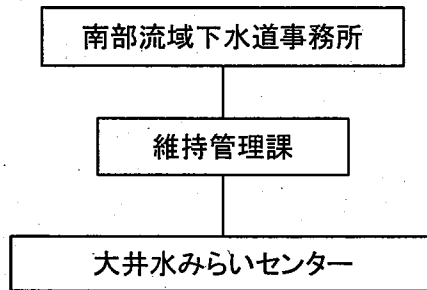 南部流域下水道事務所
維持管理課
大井水みらいセンター